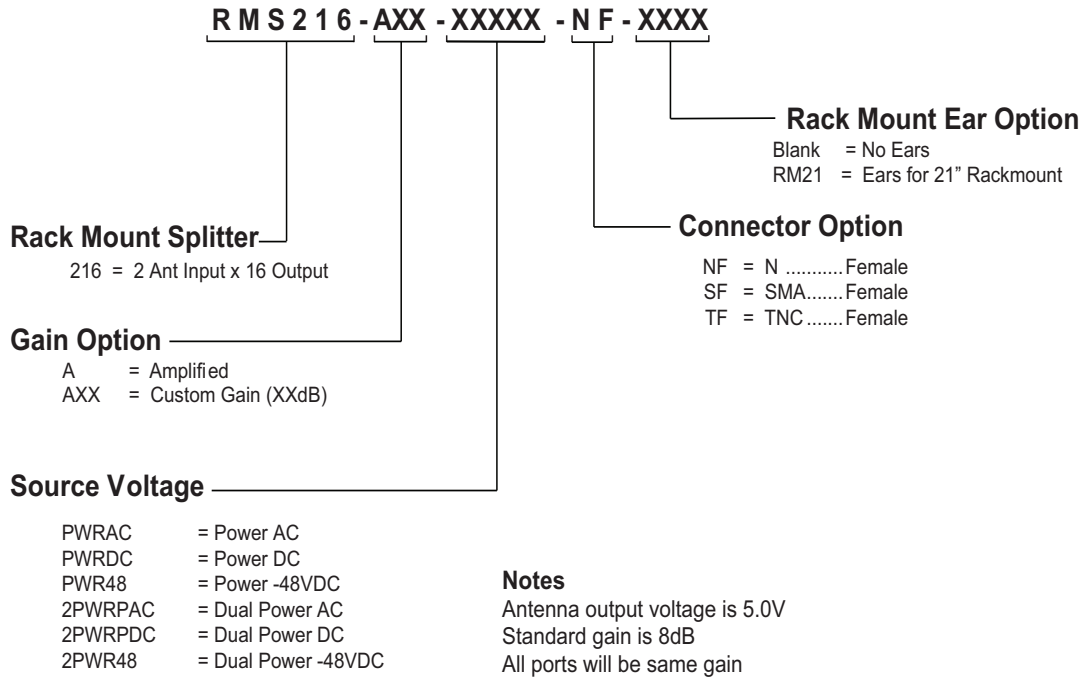 RMS216-AXX-XXXXX-NF-XXXX
Rack Mount Ear Option
Blank = No Ears
RM21 = Ears for 21” Rackmount
Rack Mount Splitter
216 = 2 Ant Input x 16 Output
Connector Option
NF = N ...........Female
SF = SMA.......Female
TF = TNC .......Female
Gain Option
A = Amplified
AXX = Custom Gain (XXdB)
Source Voltage
PWRAC = Power AC
PWRDC = Power DC
PWR48 = Power -48VDC
2PWRPAC = Dual Power AC
2PWRPDC = Dual Power DC
2PWR48 = Dual Power -48VDC
Notes
Antenna output voltage is 5.0V
Standard gain is 8dB
All ports will be same gain